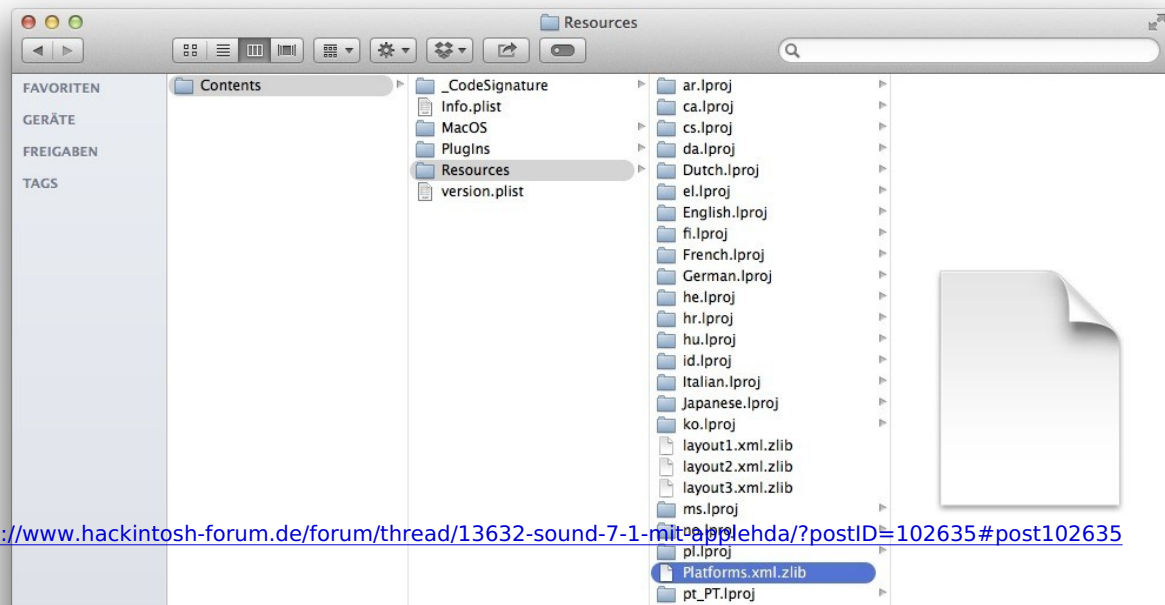 Resources
FAVORITEN
GERÄTE
FREIGABEN
TAGS
Contents
_CodeSignature
Info.plist
MacOS
PlugIns
Resources
version.plist
ar.lproj
ca.lproj
cs.lproj
da.lproj
Dutch.lproj
el.lproj
English.lproj
fi.lproj
French.lproj
German.lproj
he.lproj
hr.lproj
hu.lproj
id.lproj
Italian.lproj
Japanese.lproj
ko.lproj
layout1.xml.zlib
layout2.xml.zlib
layout3.xml.zlib
ms.lproj
no.lproj
pl.lproj
Platforms.xml.zlib
pt_PT.lproj
://www.hackintosh-forum.de/forum/thread/13632-sound-7-1-mit-applehda/?postID=102635#post102635